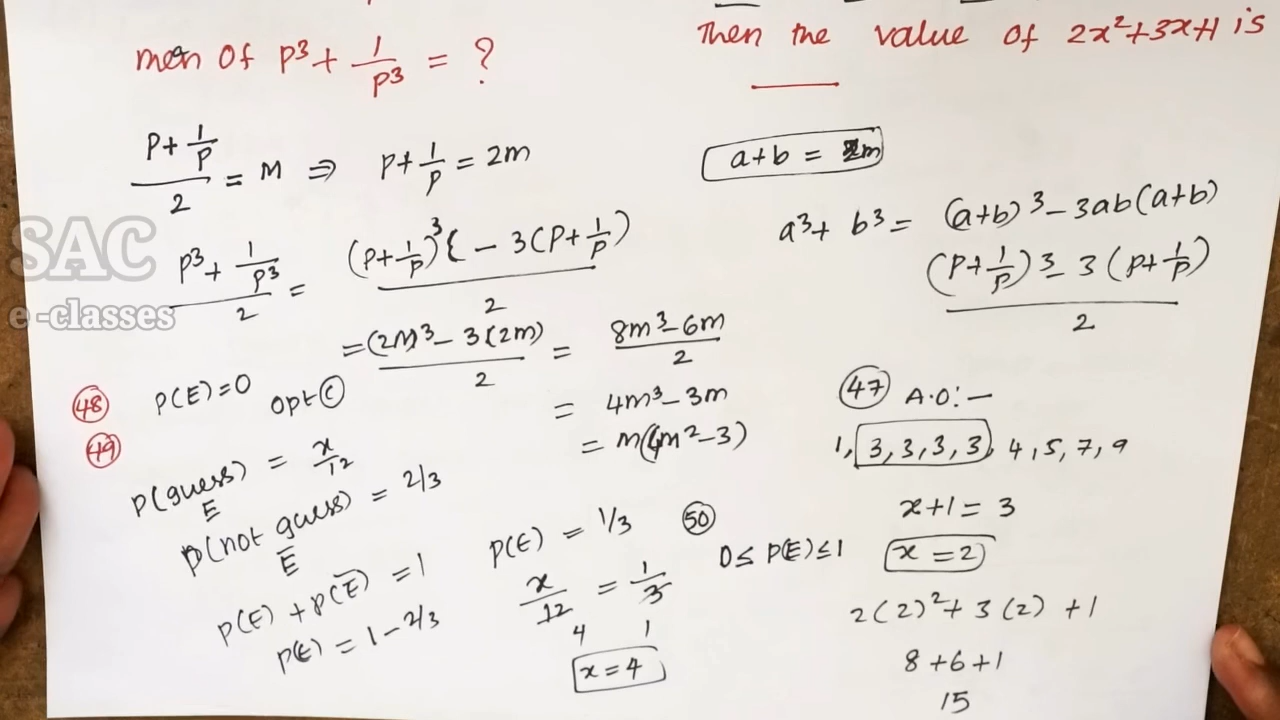 mean of p³ + 1/p³ = ?
Then the value of 2x²+3x+1 is
(P + 1/P)/2 = M ⇒ P + 1/P = 2m
(p³ + 1/p³)/2 = ((P+1/P)³ { - 3(P+1/P))/2
= ((2M)³ - 3(2m))/2 = (8m³-6m)/2
= 4m³-3m
= m(4m²-3)
a+b = 2m
a³+ b³ = (a+b)³-3ab(a+b)
((P+1/P)³ - 3(P+1/P))/2
SAC
e-classes
48 P(E)=0 opt C
49
P(guess) = x/12
E
P(not guess) = 2/3
E
P(E) + P(E̅) = 1
P(E) = 1 - 2/3
P(E) = 1/3
x/12 = 1/3
4 1
x = 4
47 A.O:-
1, 3,3,3,3, 4,5,7,9
x+1 = 3
x = 2
2(2)²+3(2)+1
8+6+1
15
50
0≤ P(E) ≤1